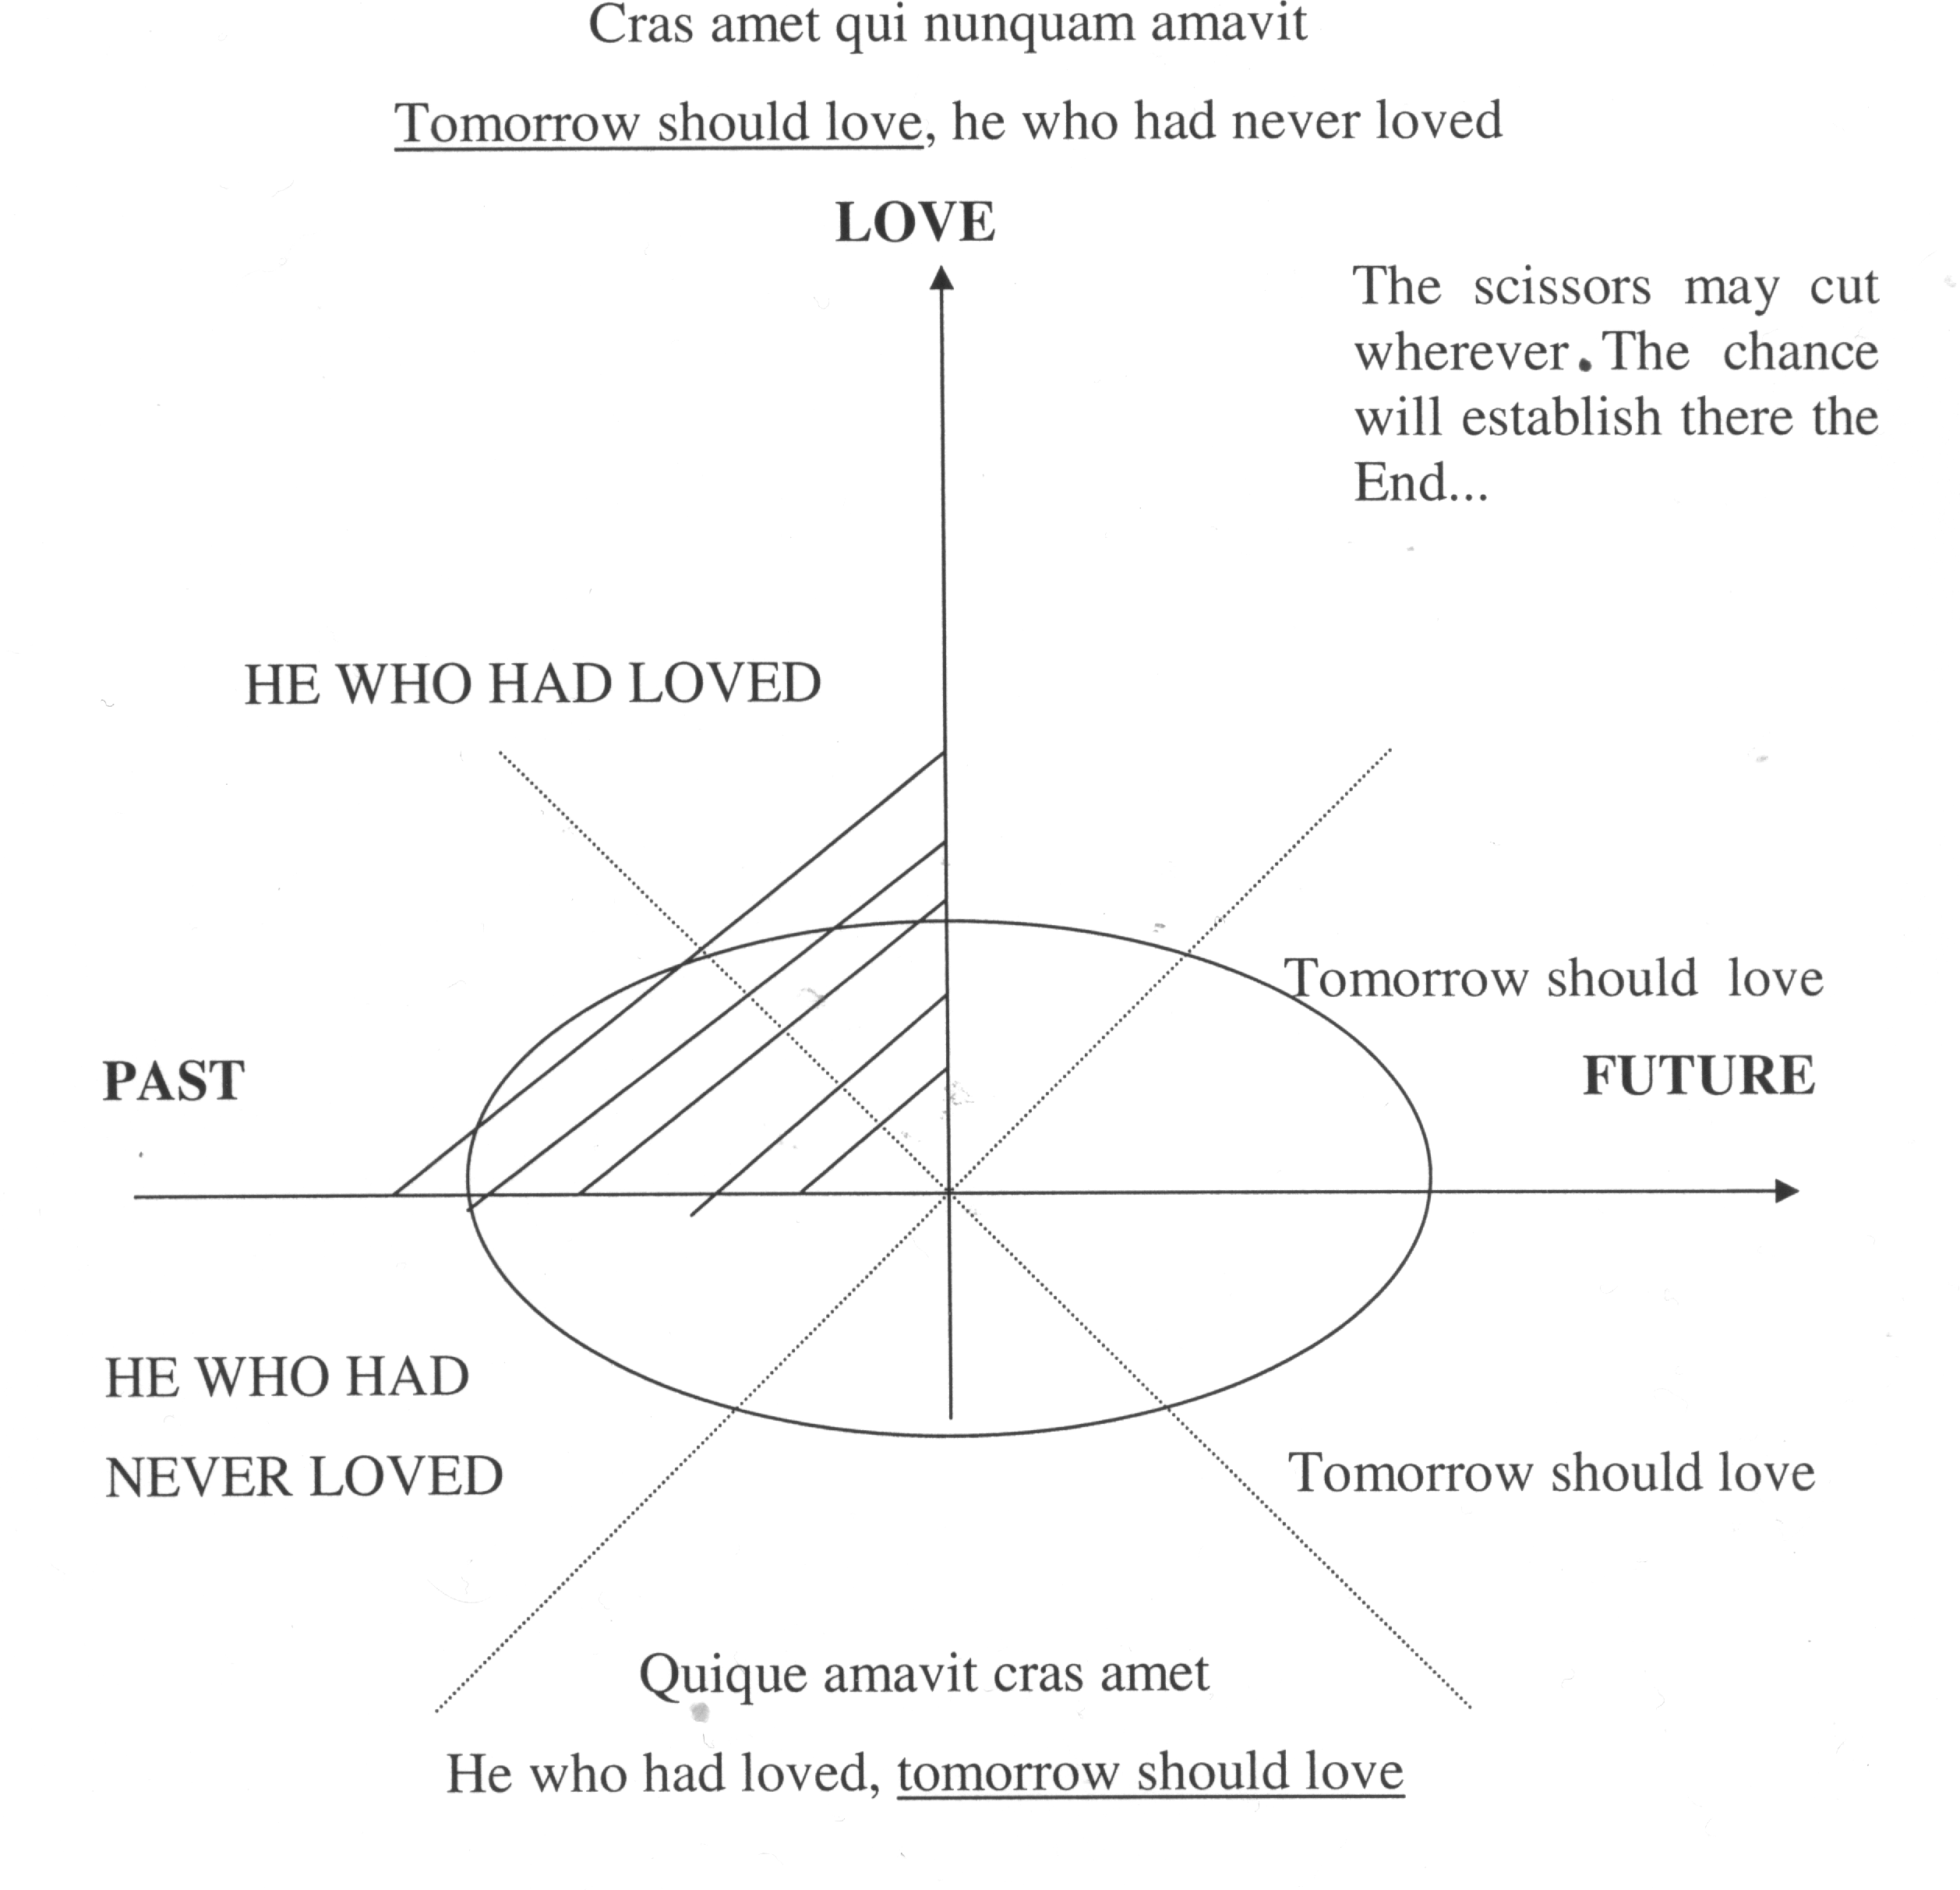 Cras amet qui nunquam amavit
Tomorrow should love, he who had never loved
LOVE
The scissors may cut
wherever. The chance
will establish there the
End...
HE WHO HAD LOVED
Tomorrow should love
PAST
FUTURE
HE WHO HAD
NEVER LOVED
Tomorrow should love
Quique amavit cras amet
He who had loved, tomorrow should love